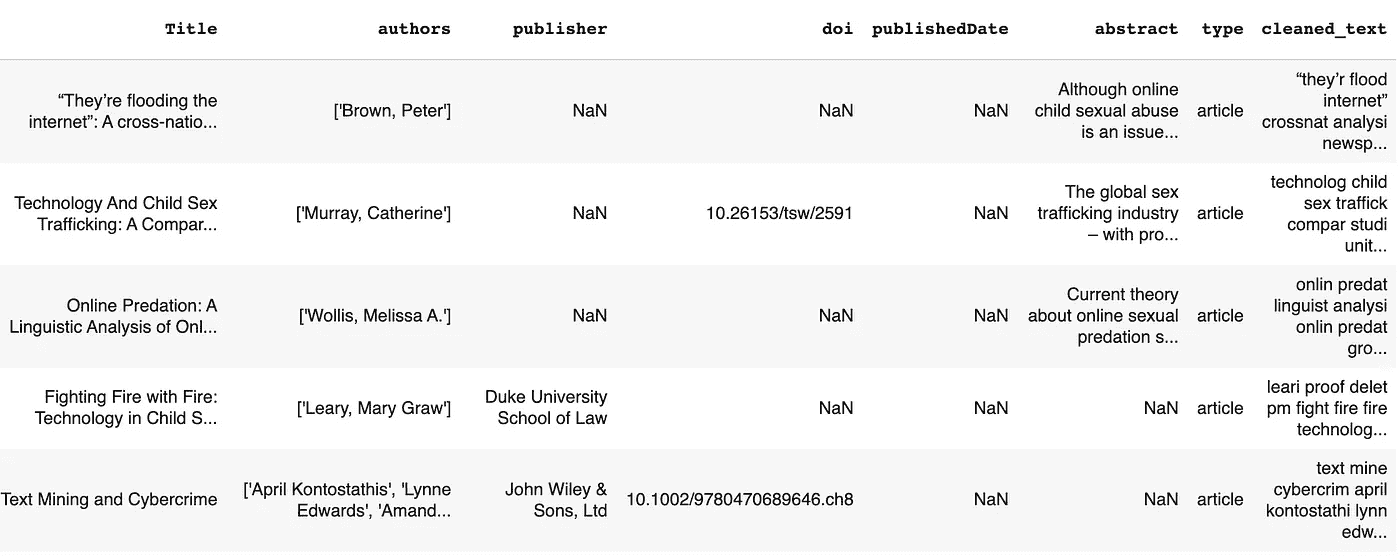 Title authors publisher doi publishedDate abstract type cleaned_text
“They’re flooding the
internet”: A cross-natio...
['Brown, Peter']
NaN
NaN
NaN
Although online
child sexual abuse
is an issue...
article
“they’r flood
internet”
crossnat analysi
newsp...
Technology And Child Sex
Trafficking: A Compar...
['Murray, Catherine']
NaN
10.26153/tsw/2591
NaN
The global sex
trafficking industry
– with pro...
article
technolog child
sex traffick
compar studi
unit...
Online Predation: A
Linguistic Analysis of Onl...
['Wollis, Melissa A.']
NaN
NaN
NaN
Current theory
about online sexual
predation s...
article
onlin predat
linguist analysi
onlin predat
gro...
Fighting Fire with Fire:
Technology in Child S...
['Leary, Mary Graw']
Duke University
School of Law
NaN
NaN
NaN
article
leari proof delet
pm fight fire fire
technolog...
Text Mining and Cybercrime
['April Kontostathis', 'Lynne
Edwards', 'Amand...
John Wiley &
Sons, Ltd
10.1002/9780470689646.ch8
NaN
NaN
article
text mine
cybercrim april
kontostathi lynn
edw...